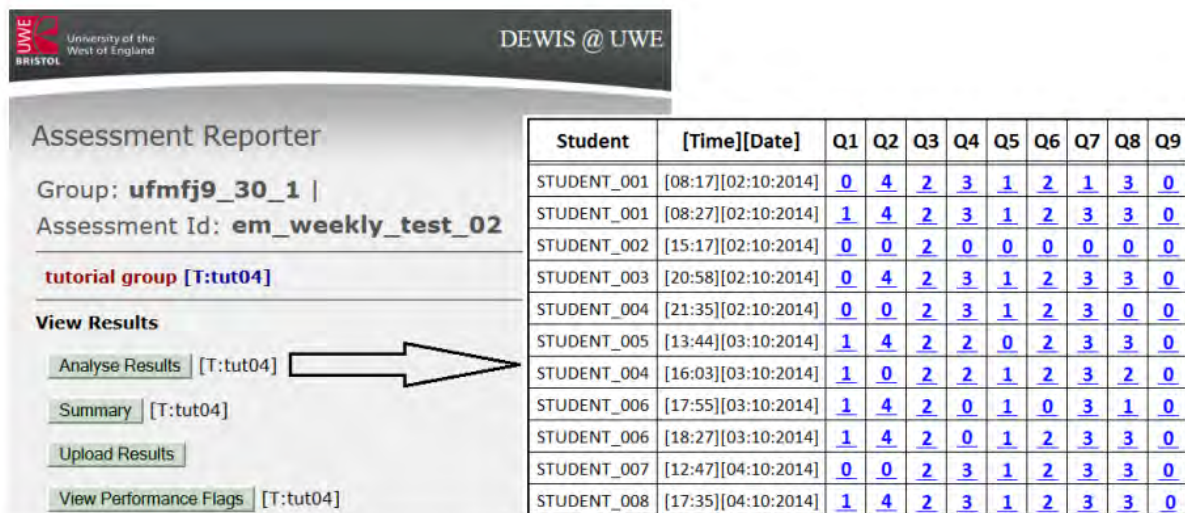 UWE
BRISTOL
University of the
West of England
DEWIS @ UWE
Assessment Reporter
Group: ufmfj9_30_1 |
Assessment Id: em_weekly_test_02
tutorial group [T:tut04]
View Results
Analyse Results [T:tut04]
Summary [T:tut04]
Upload Results
View Performance Flags [T:tut04]
Student [Time][Date] Q1 Q2 Q3 Q4 Q5 Q6 Q7 Q8 Q9
STUDENT_001 [08:17][02:10:2014] 0 4 2 3 1 2 1 3 0
STUDENT_001 [08:27][02:10:2014] 1 4 2 3 1 2 3 3 0
STUDENT_002 [15:17][02:10:2014] 0 0 2 0 0 0 0 0 0
STUDENT_003 [20:58][02:10:2014] 0 4 2 3 1 2 3 3 0
STUDENT_004 [21:35][02:10:2014] 0 0 2 3 1 2 3 0 0
STUDENT_005 [13:44][03:10:2014] 1 4 2 2 0 2 3 3 0
STUDENT_004 [16:03][03:10:2014] 1 0 2 2 1 2 3 2 0
STUDENT_006 [17:55][03:10:2014] 1 4 2 0 1 0 3 1 0
STUDENT_006 [18:27][03:10:2014] 1 4 2 0 1 2 3 3 0
STUDENT_007 [12:47][04:10:2014] 0 0 2 3 1 2 3 3 0
STUDENT_008 [17:35][04:10:2014] 1 4 2 3 1 2 3 3 0